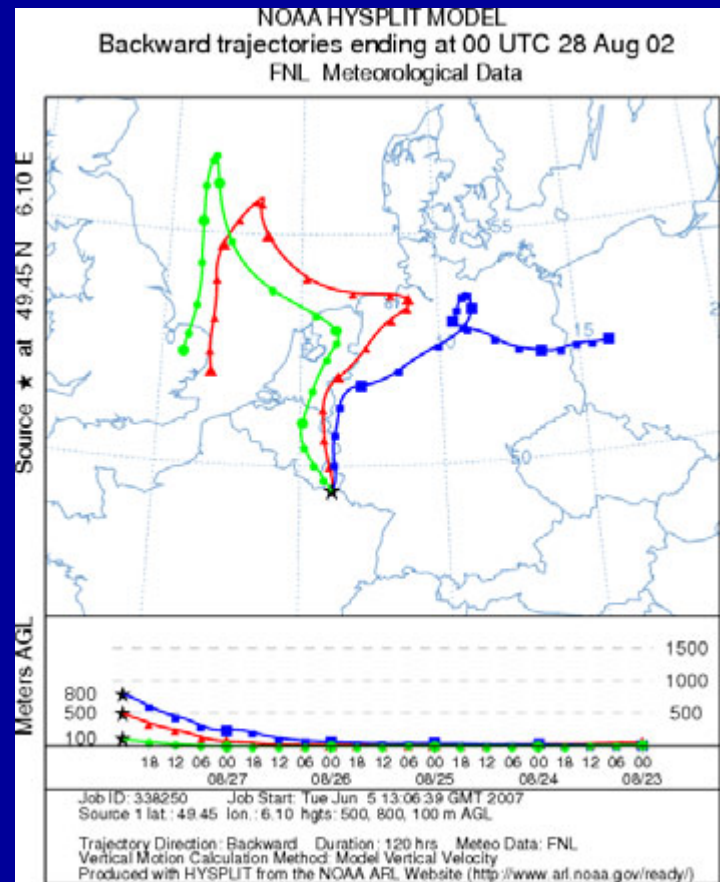 NOAA HYSPLIT MODEL
Backward trajectories ending at 00 UTC 28 Aug 02
FNL Meteorological Data
Source ★ at 49.45 N 6.10 E
55
15
50
Meters AGL
1500
800
1000
500
500
100
18 12 06 00 18 12 06 00 18 12 06 00 18 12 06 00 18 12 06 00
08/27 08/26 08/25 08/24 08/23
Job ID: 338250 Job Start: Tue Jun 5 13:06:39 GMT 2007
Source 1 lat.: 49.45 lon.: 6.10 hgts: 500, 800, 100 m AGL
Trajectory Direction: Backward Duration: 120 hrs Meteo Data: FNL
Vertical Motion Calculation Method: Model Vertical Velocity
Produced with HYSPLIT from the NOAA ARL Website (http://www.arl.noaa.gov/ready/)